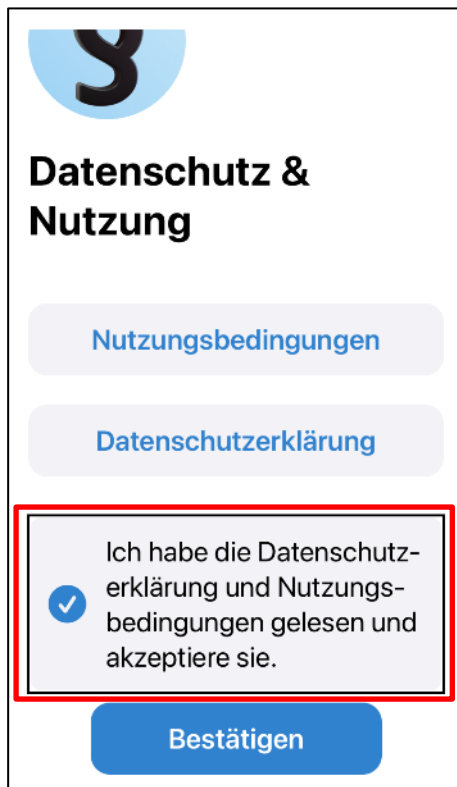 §
Datenschutz &
Nutzung
Nutzungsbedingungen
Datenschutzerklärung
Ich habe die Datenschutz-
erklärung und Nutzungs-
bedingungen gelesen und
akzeptiere sie.
Bestätigen